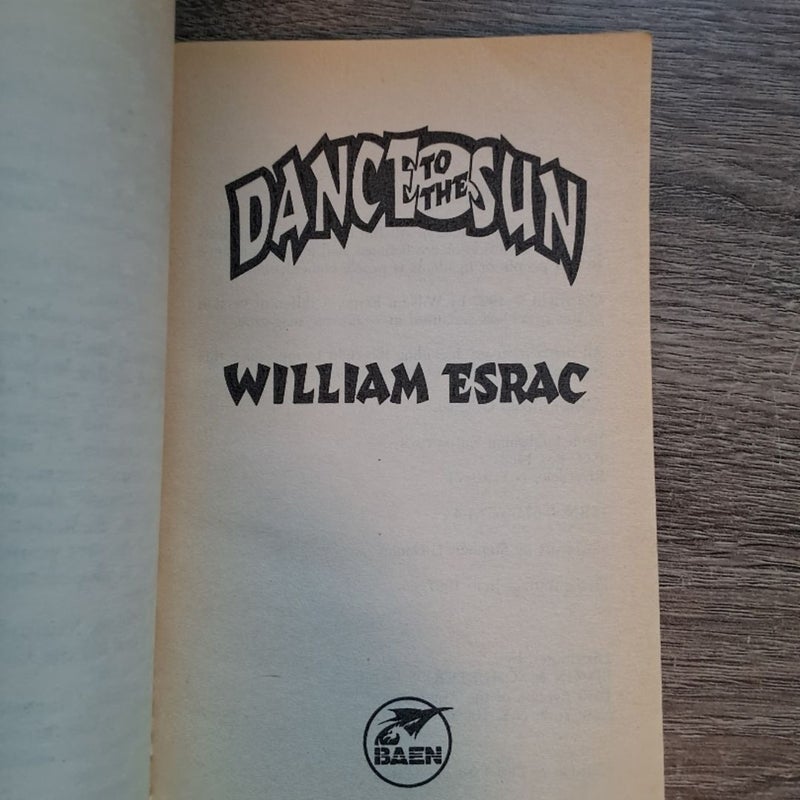 DANCE TO THE SUN
WILLIAM ESRAC
BAEN